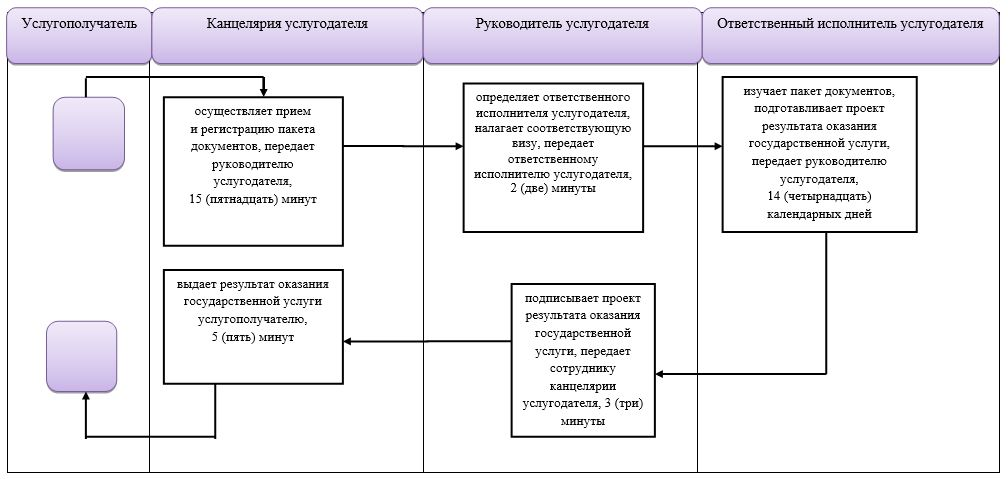 Услугополучатель
Канцелярия услугодателя
Руководитель услугодателя
Ответственный исполнитель услугодателя
осуществляет прием
и регистрацию пакета
документов, передает
руководителю
услугодателя,
15 (пятнадцать) минут
определяет ответственного
исполнителя услугодателя,
налагает соответствующую
визу, передает
ответственному
исполнителю услугодателя,
2 (две) минуты
изучает пакет документов,
подготавливает проект
результата оказания
государственной услуги,
передает руководителю
услугодателя,
14 (четырнадцать)
календарных дней
выдает результат оказания
государственной услуги
услугополучателю,
5 (пять) минут
подписывает проект
результата оказания
государственной
услуги, передает
сотруднику
канцелярии
услугодателя, 3 (три)
минуты